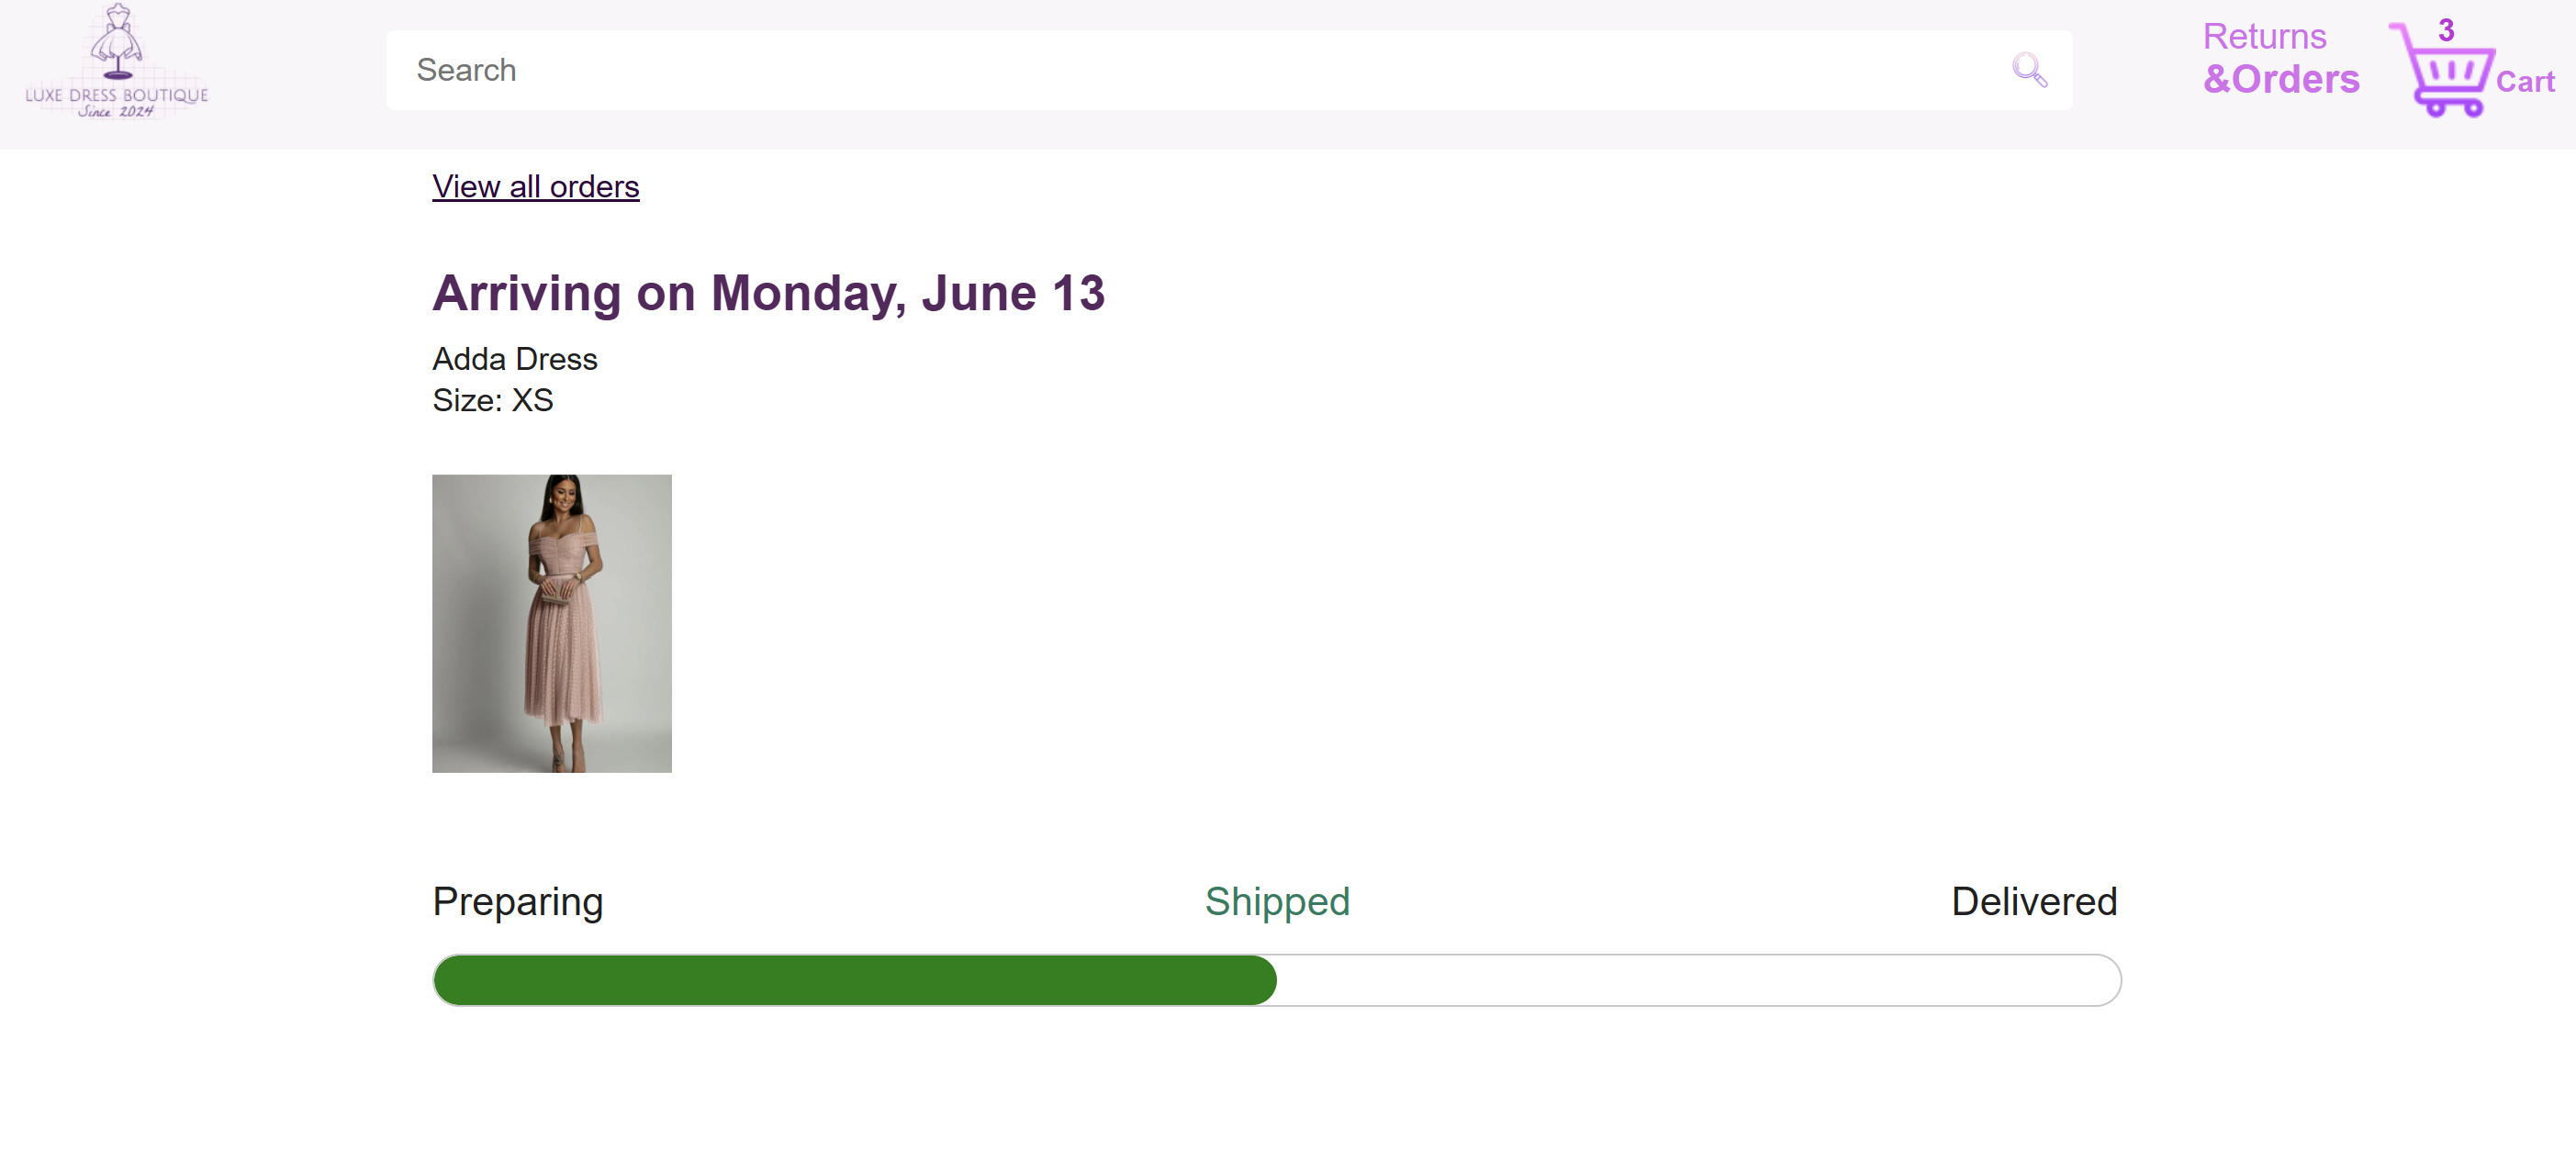 LUXE DRESS BOUTIQUE
Since 2024
Search
Returns
&Orders
3
Cart
View all orders
Arriving on Monday, June 13
Adda Dress
Size: XS
Preparing
Shipped
Delivered